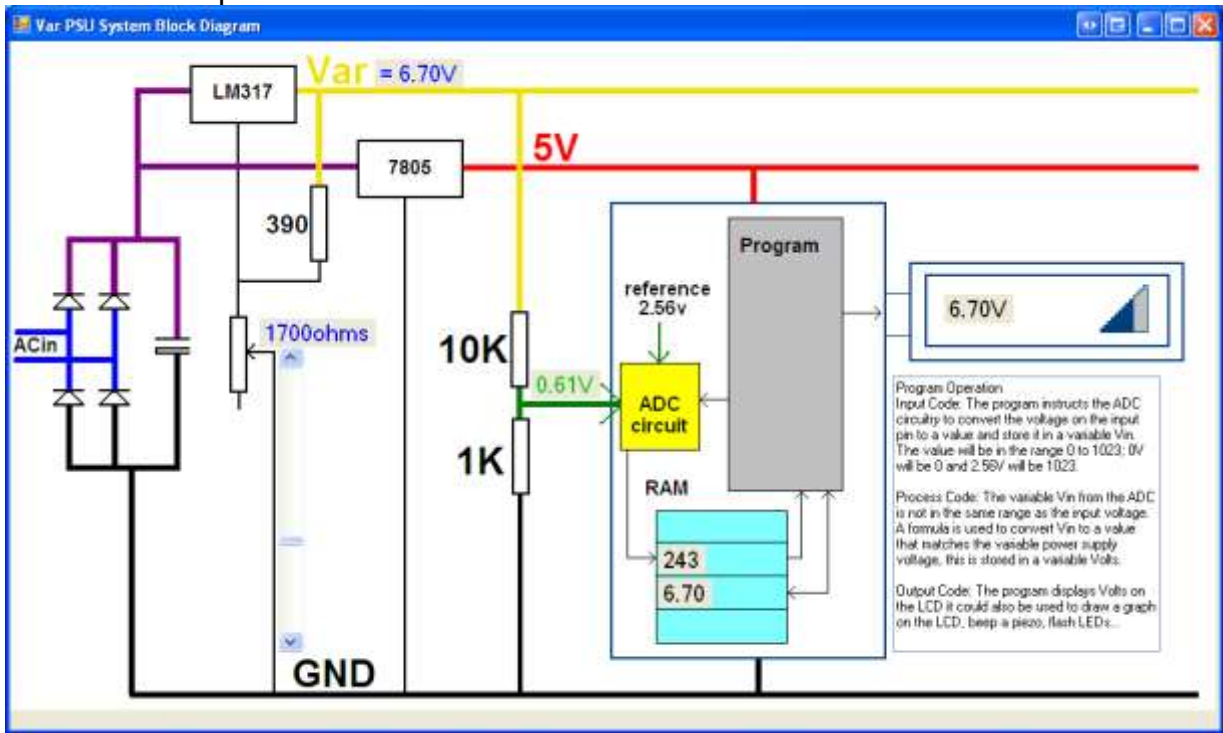 Var PSU System Block Diagram
Var = 6.70V
LM317
5V
7805
390
Program
reference
2.56v
6.70V
1700ohms
ACin
10K
0.61V
ADC
circuit
1K
RAM
243
6.70
GND
Program Operation
Input Code: The program instructs the ADC
circuitry to convert the voltage on the input
pin to a value and store it in a variable Vin.
The value will be in the range 0 to 1023; 0V
will be 0 and 2.56V will be 1023.
Process Code: The variable Vin from the ADC
is not in the same range as the input voltage.
A formula is used to convert Vin to a value
that matches the variable power supply
voltage, this is stored in a variable Volts.
Output Code: The program displays Volts on
the LCD it could also be used to draw a graph
on the LCD, beep a piezo, flash LEDs...